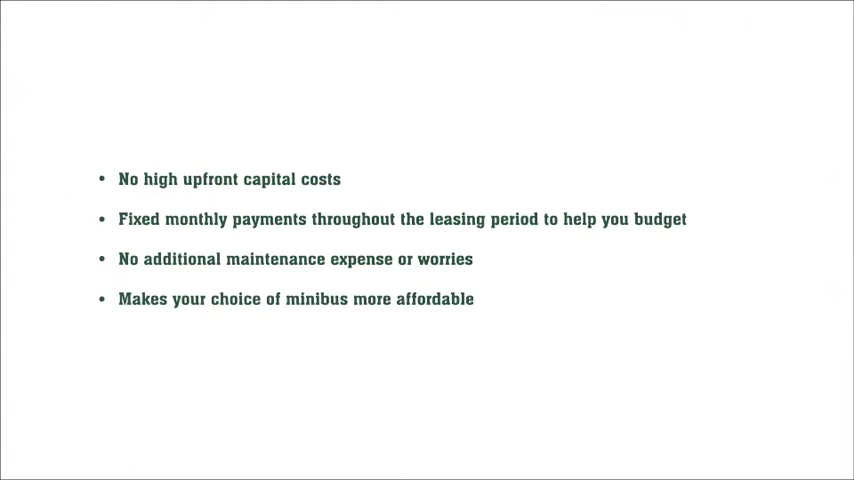 • No high upfront capital costs
• Fixed monthly payments throughout the leasing period to help you budget
• No additional maintenance expense or worries
• Makes your choice of minibus more affordable